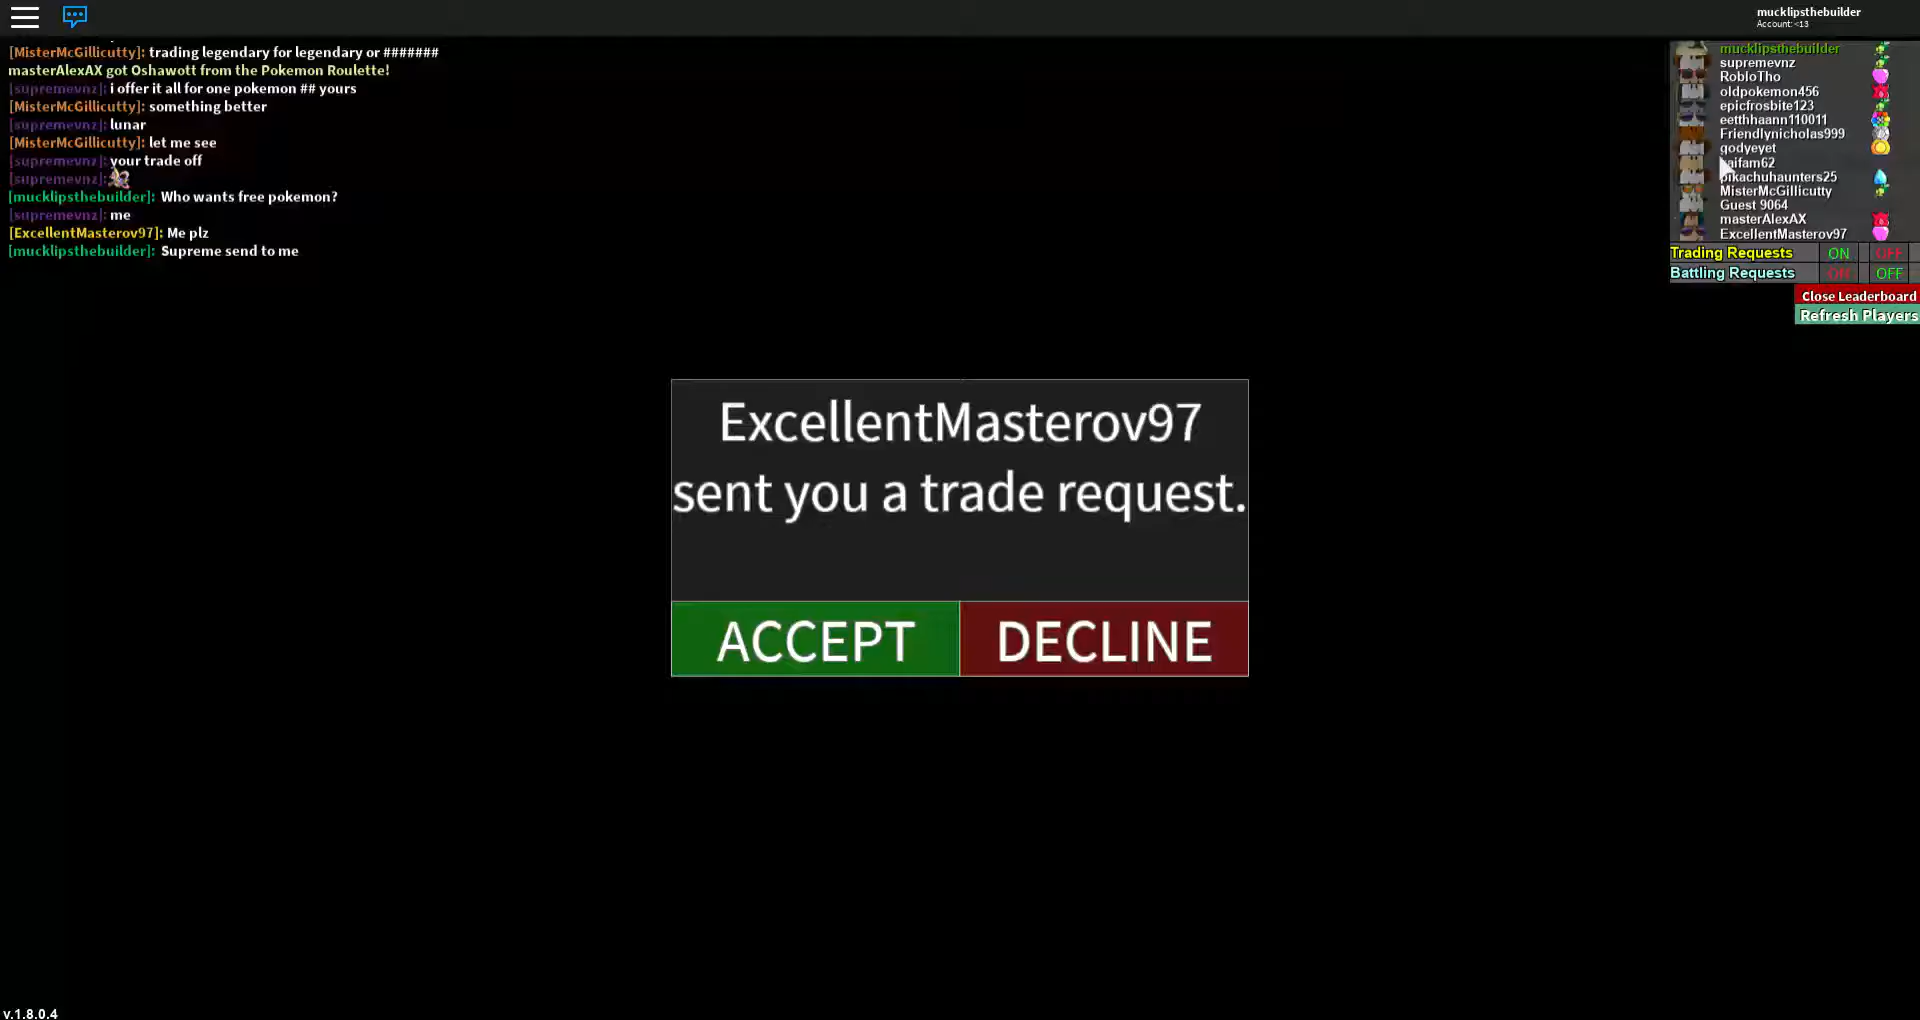 mucklipsthebuilder
Account: <13
[MisterMcGillicutty]: trading legendary for legendary or #######
masterAlexAX got Oshawott from the Pokemon Roulette!
[supremevnz]: i offer it all for one pokemon ## yours
[MisterMcGillicutty]: something better
[supremevnz]: lunar
[MisterMcGillicutty]: let me see
[supremevnz]: your trade off
[supremevnz]:
[mucklipsthebuilder]: Who wants free pokemon?
[supremevnz]: me
[ExcellentMasterov97]: Me plz
[mucklipsthebuilder]: Supreme send to me
mucklipsthebuilder
supremevnz
RobloTho
oldpokemon456
epicfrosbite123
eetthhaann110011
Friendlynicholas999
godyeyet
pikachuhaunters25
MisterMcGillicutty
Guest 9064
masterAlexAX
ExcellentMasterov97
Trading Requests ON OFF
Battling Requests ON OFF
Close Leaderboard
Refresh Players
ExcellentMasterov97
sent you a trade request.
ACCEPT DECLINE
v.1.8.0.4